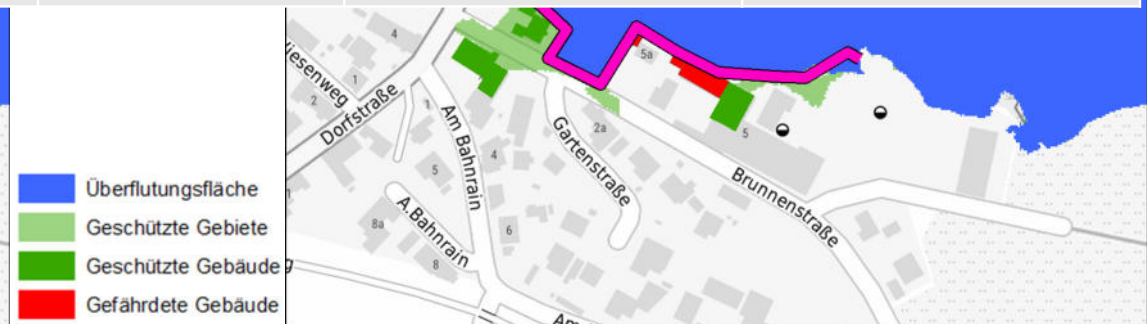 Überflutungsfläche
Geschützte Gebiete
Geschützte Gebäude
Gefährdete Gebäude
4
1
2
Dorfstraße
1
Am Bahnrain
5
4
A.Bahnrain
8a
8
6
Gartenstraße
2a
5a
5
Brunnenstraße